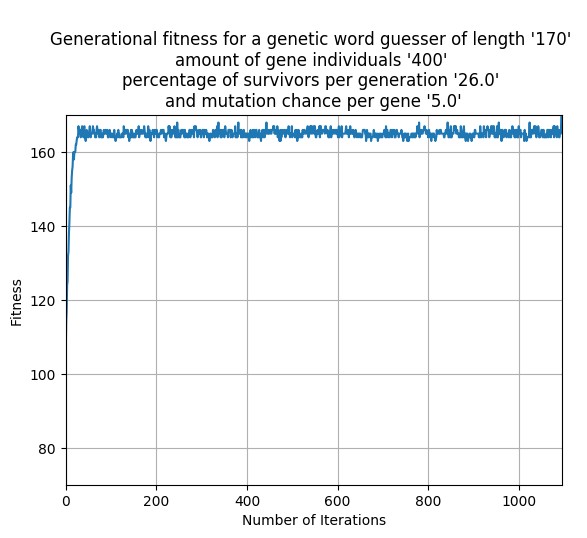 Generational fitness for a genetic word guesser of length '170'
amount of gene individuals '400'
percentage of survivors per generation '26.0'
and mutation chance per gene '5.0'
160
140
120
100
80
Fitness
0 200 400 600 800 1000
Number of Iterations